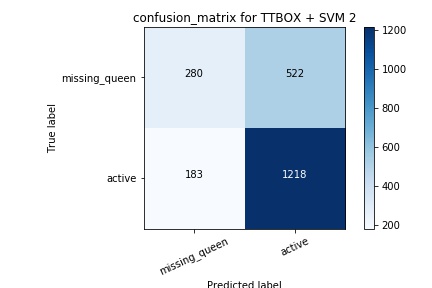 confusion_matrix for TTBOX + SVM 2
missing_queen
280
522
active
183
1218
missing_queen
active
True label
Predicted label
1200
1000
800
600
400
200